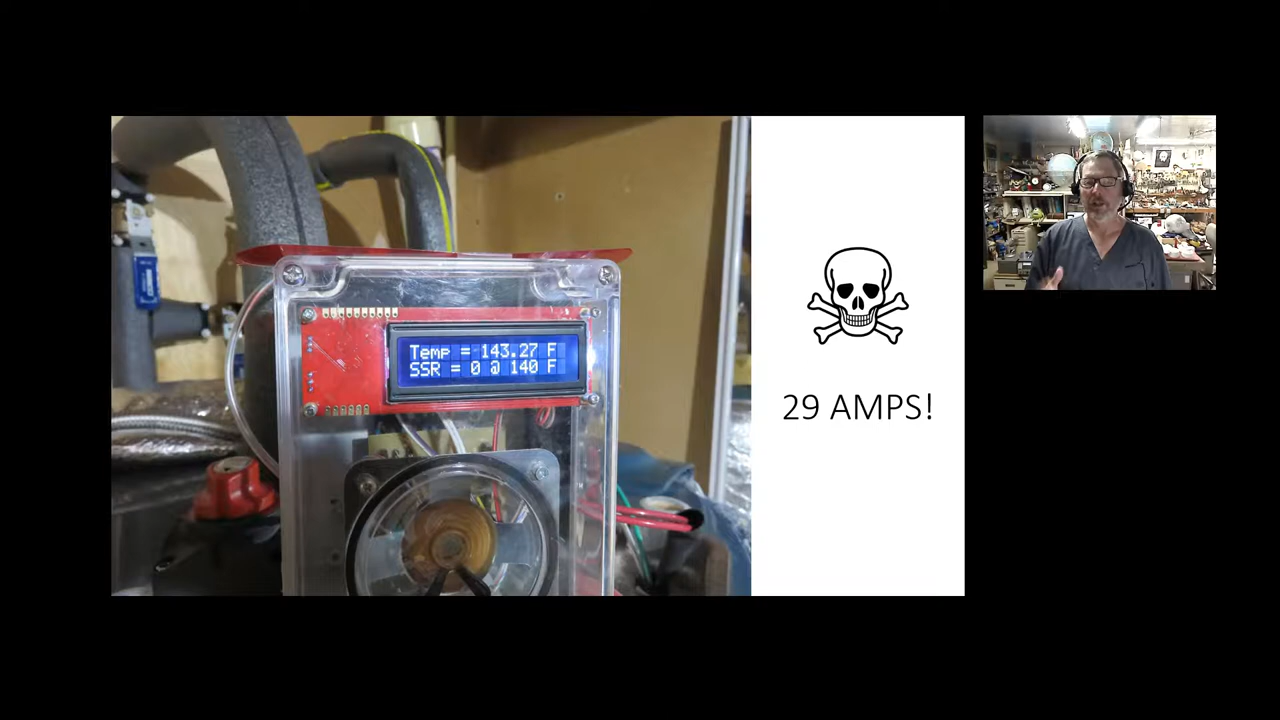 Temp = 143.27 F
SSR = 0 @ 140 F
29 AMPS!